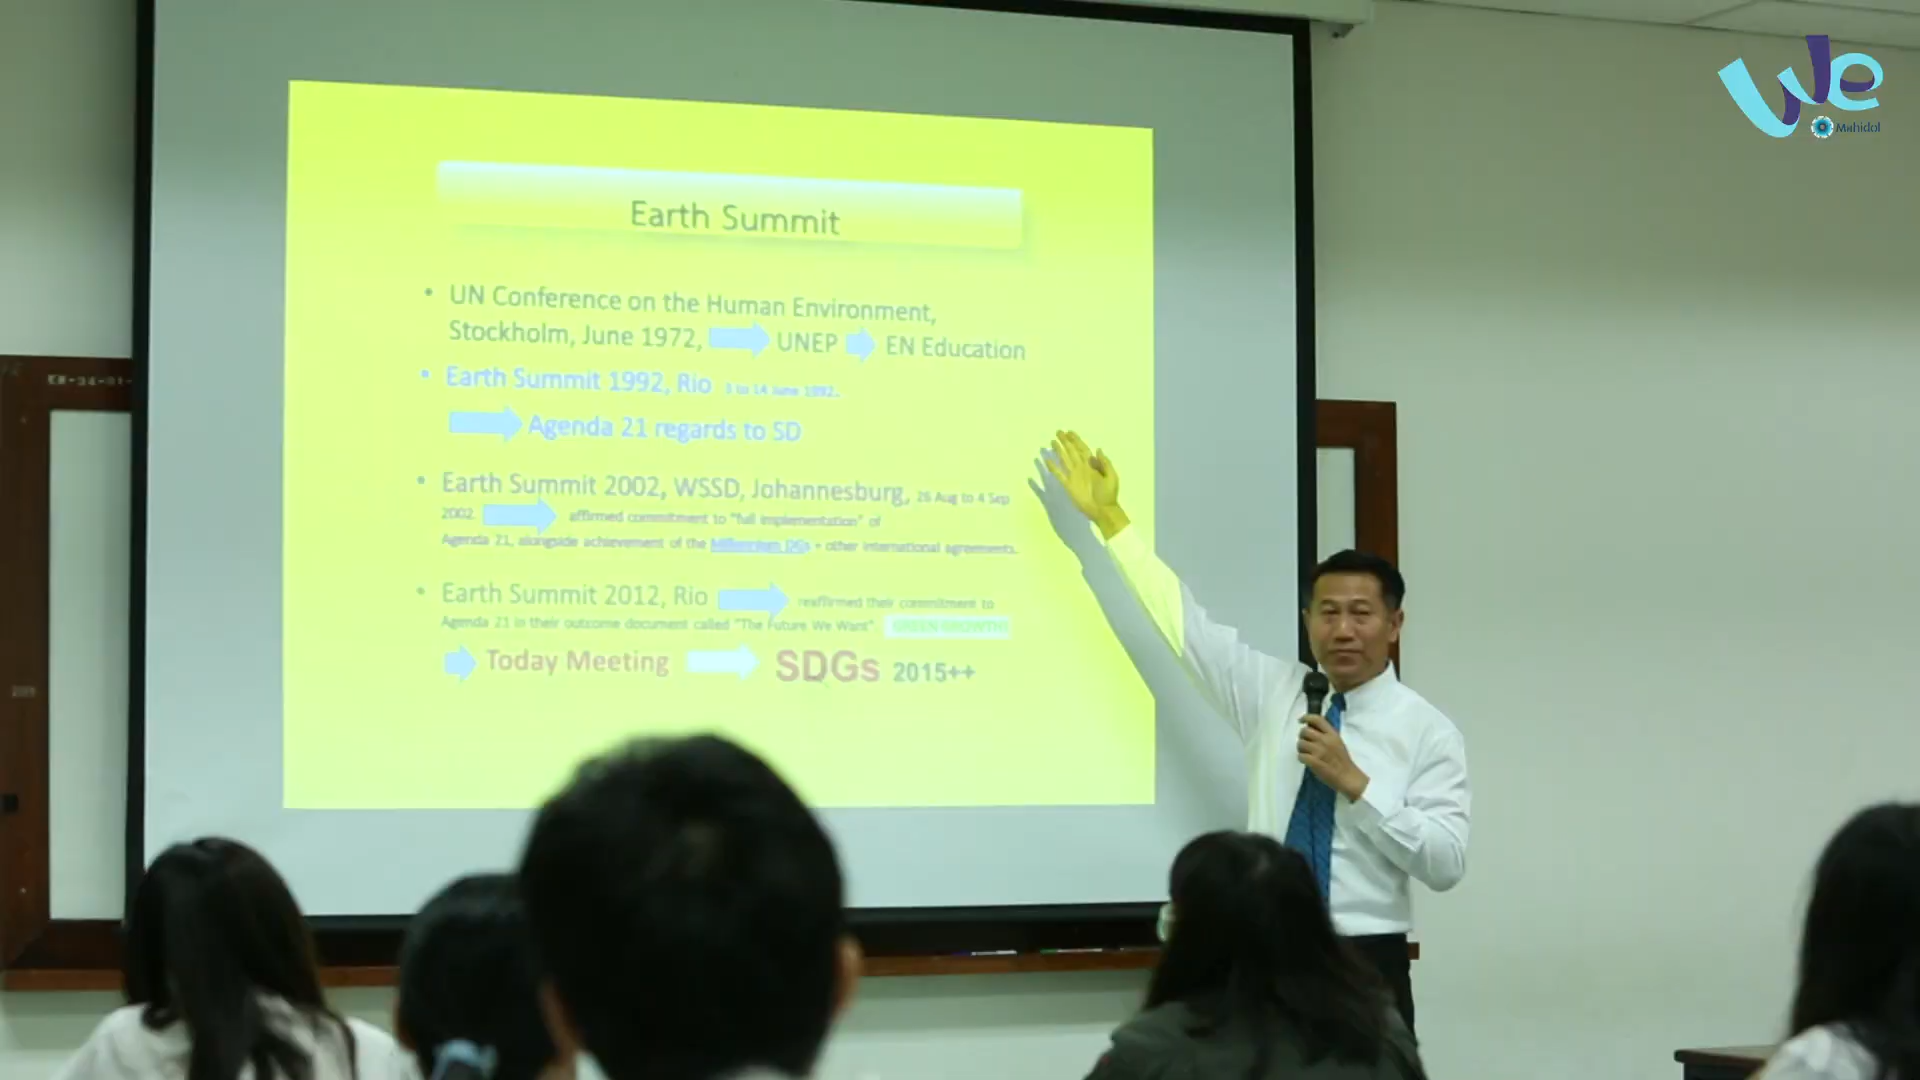 We
Mahidol
Earth Summit
• UN Conference on the Human Environment,
Stockholm, June 1972, UNEP EN Education
• Earth Summit 1992, Rio 3 to 14 June 1992.
Agenda 21 regards to SD
• Earth Summit 2002, WSSD, Johannesburg, 26 Aug to 4 Sep
2002. affirmed commitment to "full implementation" of
Agenda 21, alongside achievement of the Millennium DGs + other international agreements.
• Earth Summit 2012, Rio reaffirmed their commitment to
Agenda 21 in their outcome document called "The Future We Want". GREEN GROWTH!
Today Meeting SDGs 2015++